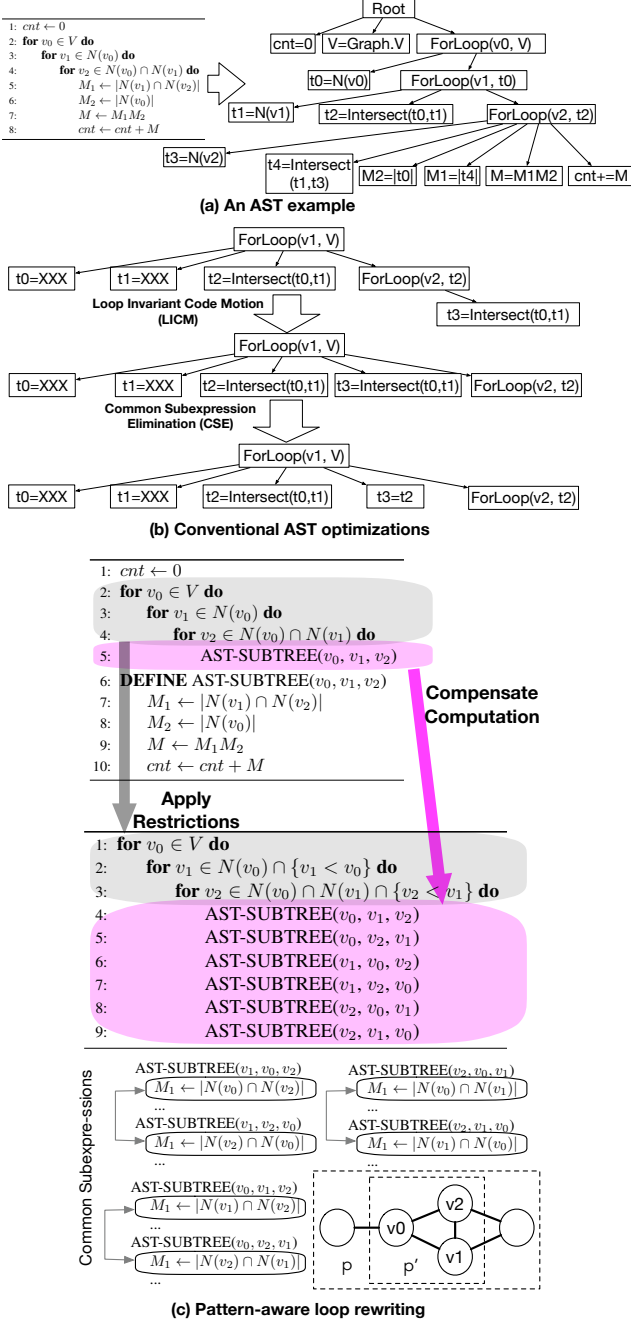 1: cnt ← 0
2: for v₀ ∈ V do
3: for v₁ ∈ N(v₀) do
4: for v₂ ∈ N(v₀) ∩ N(v₁) do
5: M₁ ← |N(v₁) ∩ N(v₂)|
6: M₂ ← |N(v₀)|
7: M ← M₁M₂
8: cnt ← cnt + M
Root
cnt=0 V=Graph.V ForLoop(v0, V)
t0=N(v0) ForLoop(v1, t0)
t1=N(v1) t2=Intersect(t0,t1) ForLoop(v2, t2)
t3=N(v2) t4=Intersect
(t1,t3) M2=|t0| M1=|t4| M=M1M2 cnt+=M
(a) An AST example
ForLoop(v1, V)
t0=XXX t1=XXX t2=Intersect(t0,t1) ForLoop(v2, t2)
Loop Invariant Code Motion
(LICM)
t3=Intersect(t0,t1)
ForLoop(v1, V)
t0=XXX t1=XXX t2=Intersect(t0,t1) t3=Intersect(t0,t1) ForLoop(v2, t2)
Common Subexpression
Elimination (CSE)
ForLoop(v1, V)
t0=XXX t1=XXX t2=Intersect(t0,t1) t3=t2 ForLoop(v2, t2)
(b) Conventional AST optimizations
1: cnt ← 0
2: for v₀ ∈ V do
3: for v₁ ∈ N(v₀) do
4: for v₂ ∈ N(v₀) ∩ N(v₁) do
5: AST-SUBTREE(v₀, v₁, v₂)
6: DEFINE AST-SUBTREE(v₀, v₁, v₂)
7: M₁ ← |N(v₁) ∩ N(v₂)|
8: M₂ ← |N(v₀)|
9: M ← M₁M₂
10: cnt ← cnt + M
Compensate
Computation
Apply
Restrictions
1: for v₀ ∈ V do
2: for v₁ ∈ N(v₀) ∩ {v₁ < v₀} do
3: for v₂ ∈ N(v₀) ∩ N(v₁) ∩ {v₂ < v₁} do
4: AST-SUBTREE(v₀, v₁, v₂)
5: AST-SUBTREE(v₀, v₂, v₁)
6: AST-SUBTREE(v₁, v₀, v₂)
7: AST-SUBTREE(v₁, v₂, v₀)
8: AST-SUBTREE(v₂, v₀, v₁)
9: AST-SUBTREE(v₂, v₁, v₀)
Common Subexpre-ssions
AST-SUBTREE(v₁, v₀, v₂)
M₁ ← |N(v₀) ∩ N(v₂)|
...
AST-SUBTREE(v₁, v₂, v₀)
M₁ ← |N(v₂) ∩ N(v₀)|
...
AST-SUBTREE(v₂, v₀, v₁)
M₁ ← |N(v₀) ∩ N(v₁)|
...
AST-SUBTREE(v₂, v₁, v₀)
M₁ ← |N(v₁) ∩ N(v₀)|
...
AST-SUBTREE(v₀, v₁, v₂)
M₁ ← |N(v₁) ∩ N(v₂)|
...
AST-SUBTREE(v₀, v₂, v₁)
M₁ ← |N(v₂) ∩ N(v₁)|
...
v2
v0
v1
p p'
(c) Pattern-aware loop rewriting